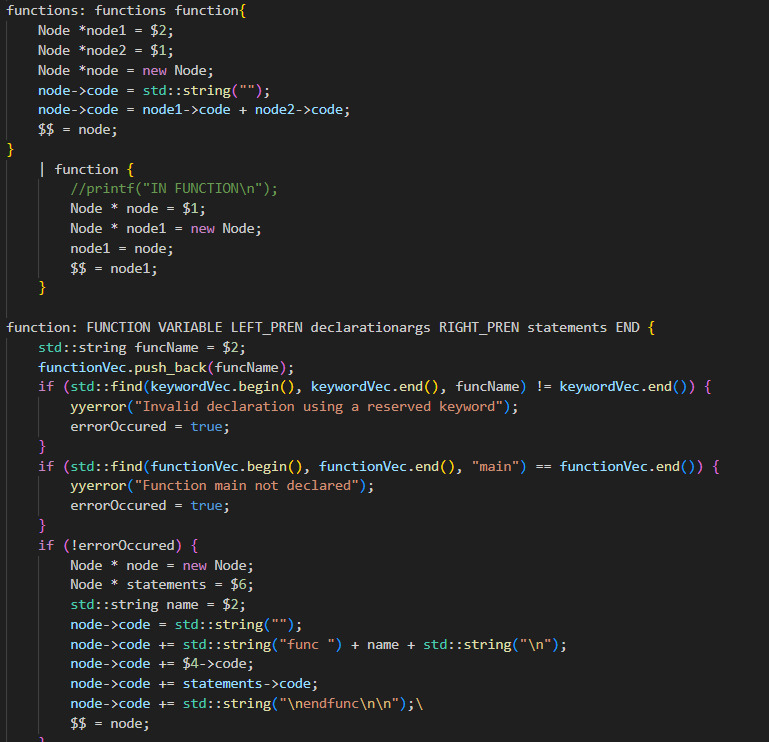 functions: functions function{
    Node *node1 = $2;
    Node *node2 = $1;
    Node *node = new Node;
    node->code = std::string("");
    node->code = node1->code + node2->code;
    $$ = node;
}
    | function {
        //printf("IN FUNCTION\n");
        Node * node = $1;
        Node * node1 = new Node;
        node1 = node;
        $$ = node1;
    }

function: FUNCTION VARIABLE LEFT_PREN declarationargs RIGHT_PREN statements END {
    std::string funcName = $2;
    functionVec.push_back(funcName);
    if (std::find(keywordVec.begin(), keywordVec.end(), funcName) != keywordVec.end()) {
        yyerror("Invalid declaration using a reserved keyword");
        errorOccured = true;
    }
    if (std::find(functionVec.begin(), functionVec.end(), "main") == functionVec.end()) {
        yyerror("Function main not declared");
        errorOccured = true;
    }
    if (!errorOccured) {
        Node * node = new Node;
        Node * statements = $6;
        std::string name = $2;
        node->code = std::string("");
        node->code += std::string("func ") + name + std::string("\n");
        node->code += $4->code;
        node->code += statements->code;
        node->code += std::string("\nendfunc\n\n");\
        $$ = node;
    }